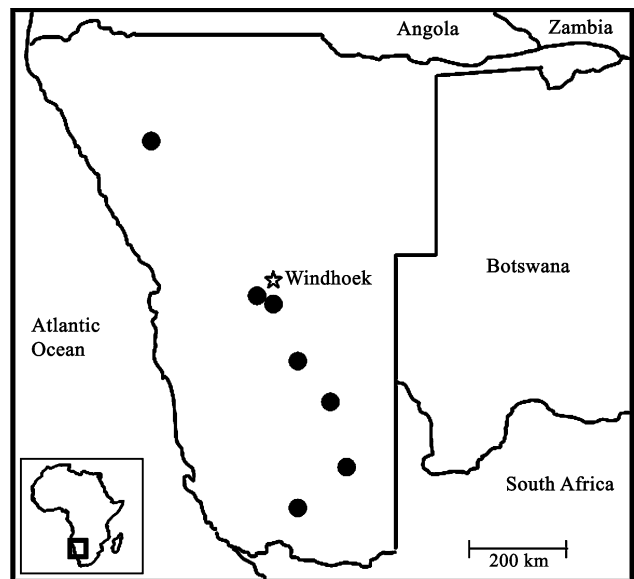 Angola
Zambia
Windhoek
Botswana
Atlantic
Ocean
South Africa
200 km